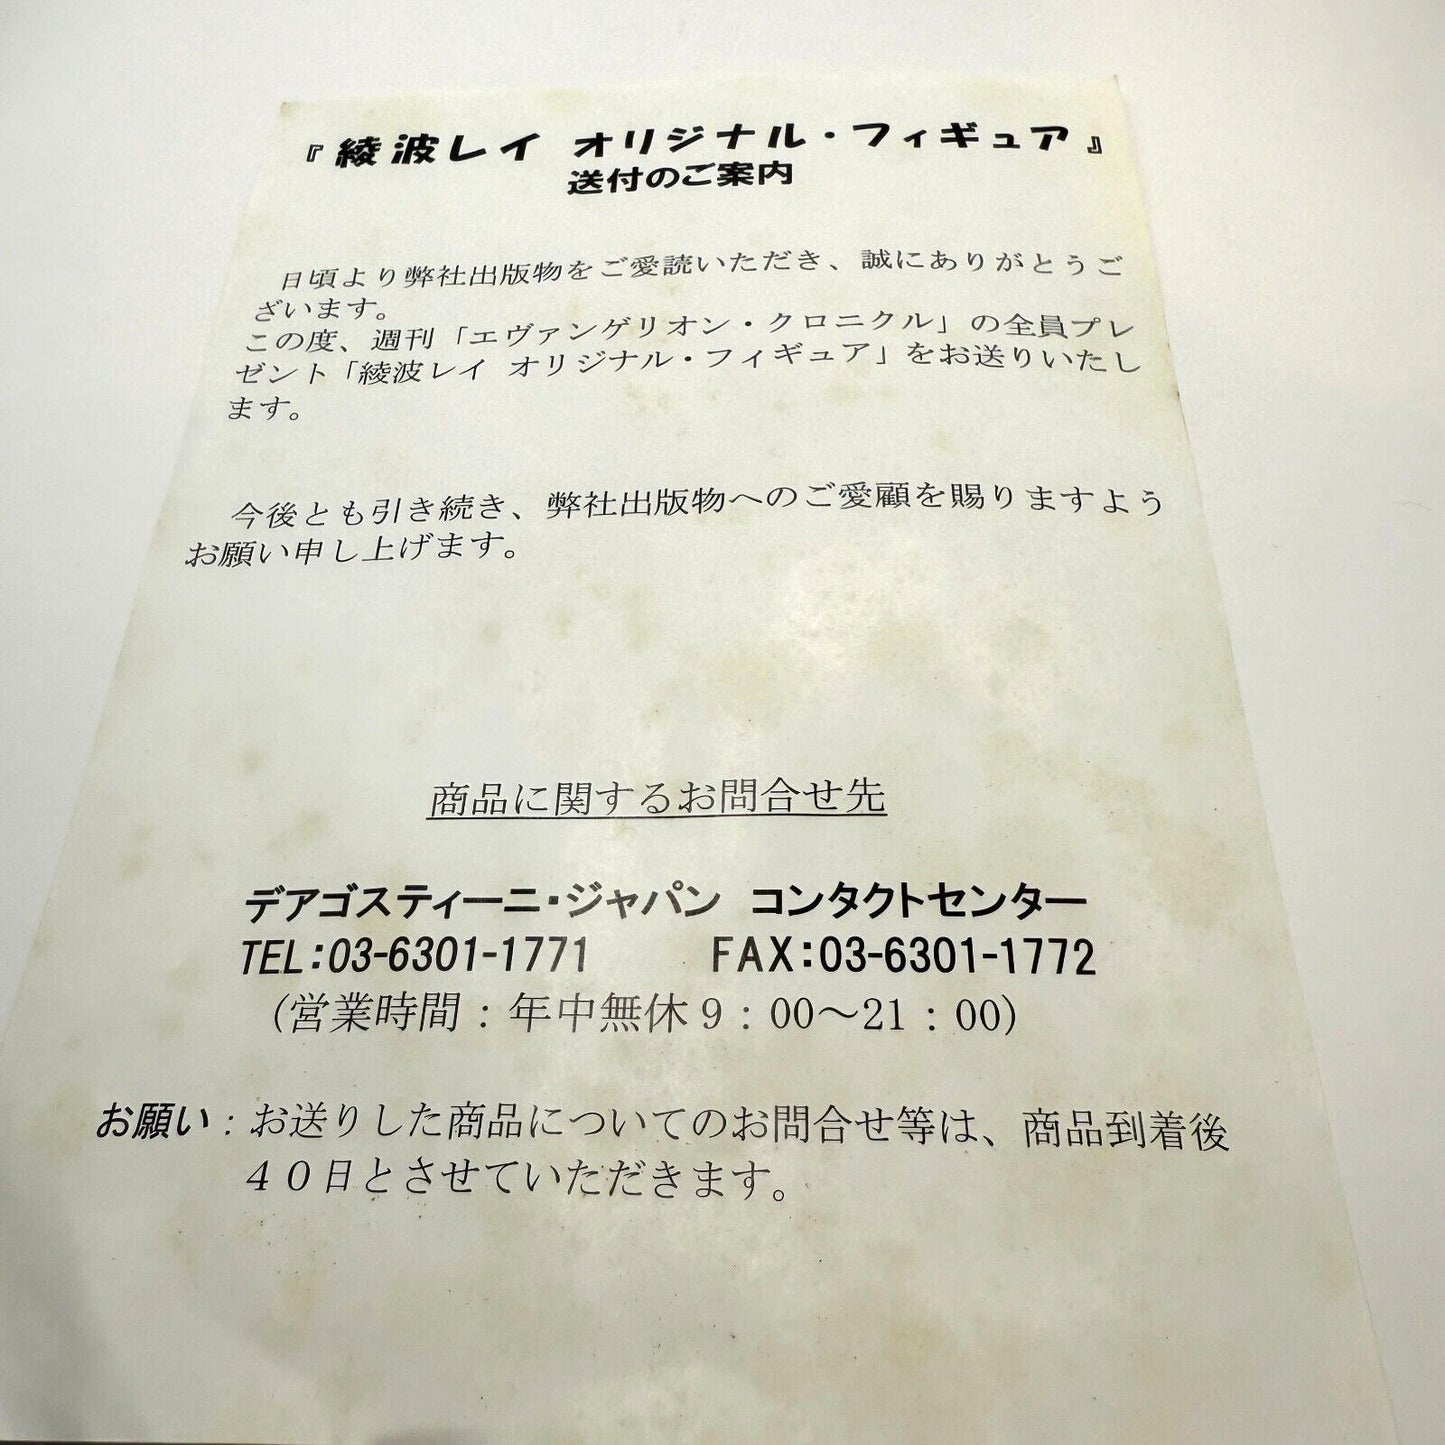 『綾波レイ オリジナル・フィギュア』
送付のご案内
日頃より弊社出版物をご愛読いただき、誠にありがとうご
ざいます。
この度、週刊「エヴァンゲリオン・クロニクル」の全員プレ
ゼント「綾波レイ オリジナル・フィギュア」をお送りいたし
ます。
今後とも引き続き、弊社出版物へのご愛顧を賜りますよう
お願い申し上げます。
商品に関するお問合せ先
デアゴスティーニ・ジャパン コンタクトセンター
TEL:03-6301-1771 FAX:03-6301-1772
(営業時間：年中無休９：00～21：00)
お願い：お送りした商品についてのお問合せ等は、商品到着後
４０日とさせていただきます。